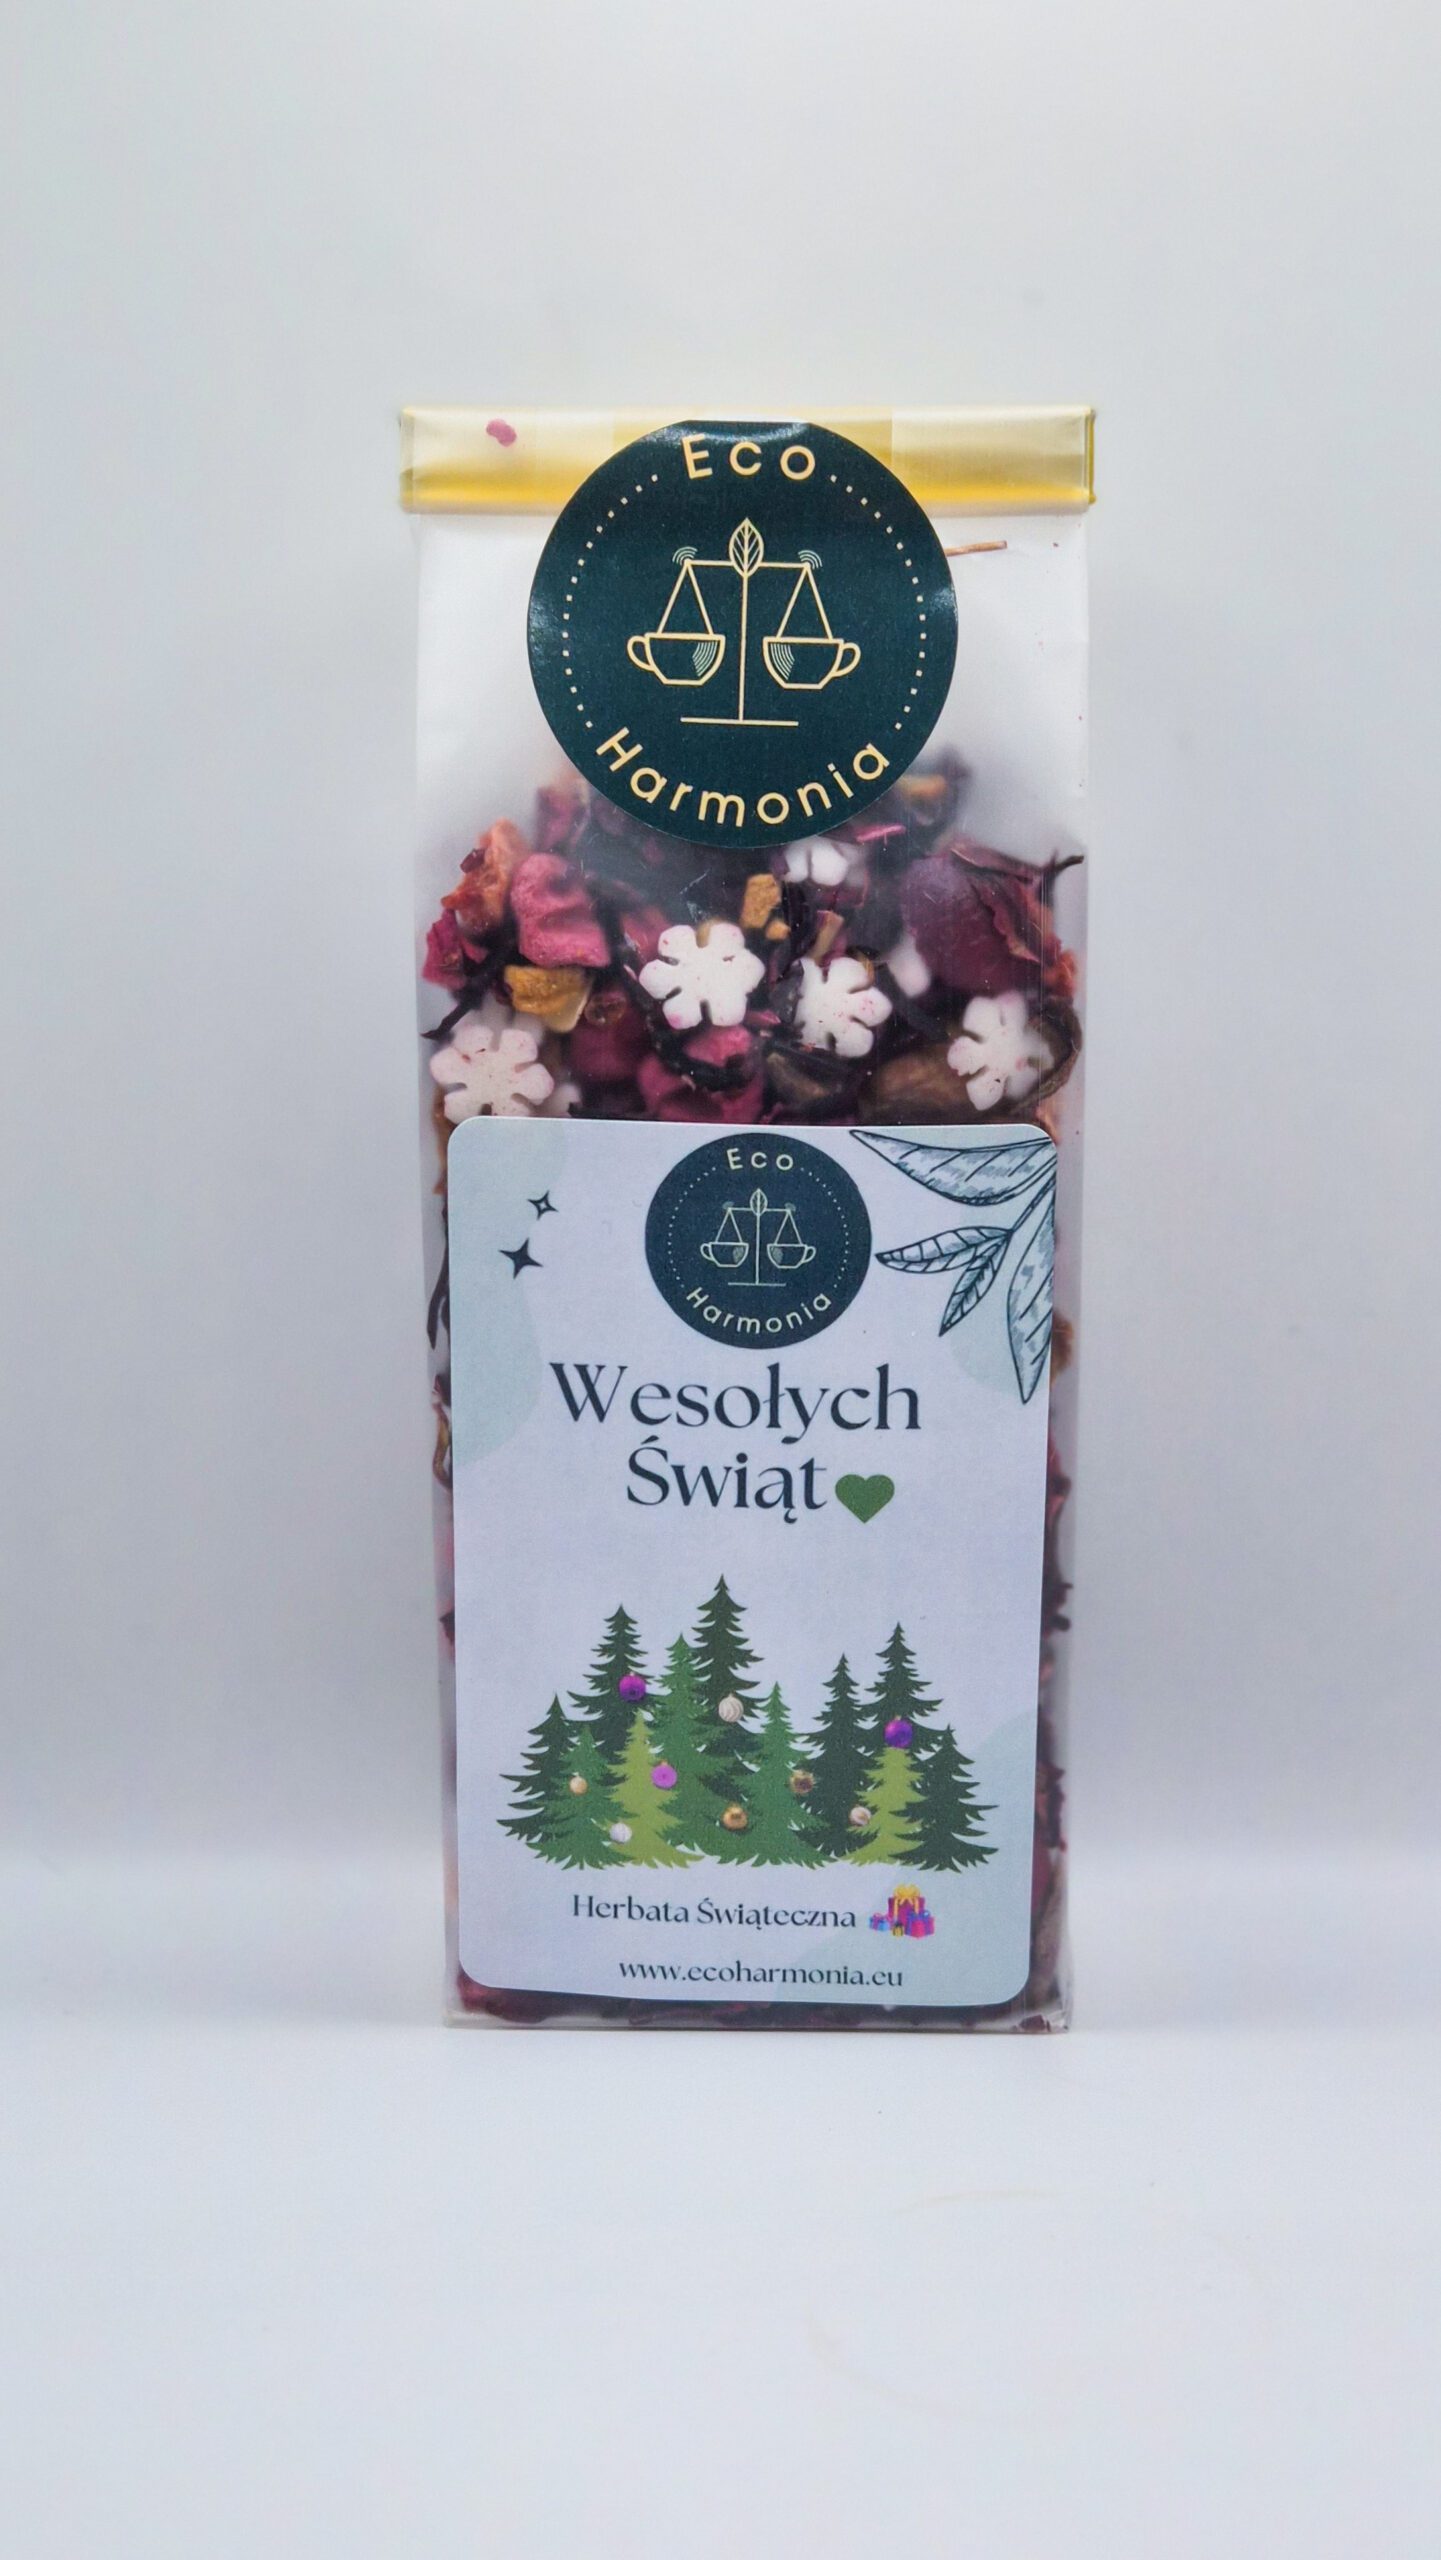 Eco
Harmonia
Eco
Harmonia
Wesołych
Świąt
Herbata Świąteczna
www.ecoharmonia.eu